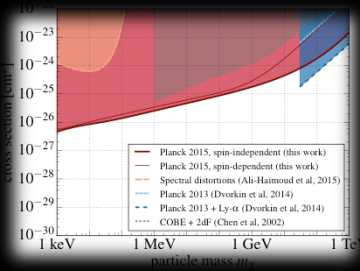 10^-22
10^-23
10^-24
10^-25
10^-26
10^-27
10^-28
10^-29
10^-30
cross section [cm
Planck 2015, spin-independent (this work)
Planck 2015, spin-dependent (this work)
Spectral distortions (Ali-Haïmoud et al, 2015)
Planck 2013 (Dvorkin et al, 2014)
Planck 2013 + Ly-α (Dvorkin et al, 2014)
COBE + 2dF (Chen et al, 2002)
1 keV 1 MeV 1 GeV 1 TeV
particle mass m